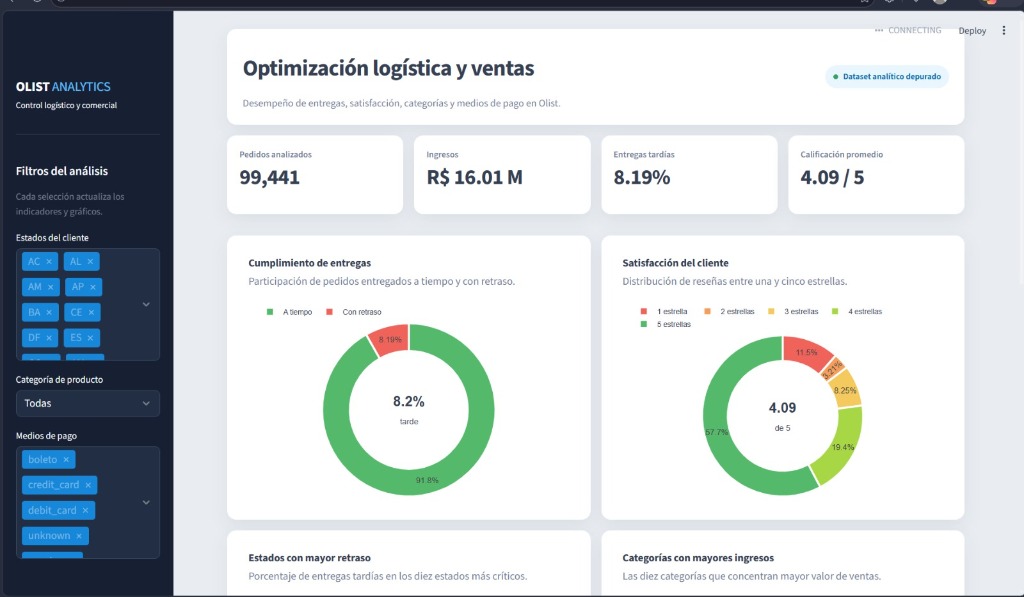 CONNECTING
Deploy
OLIST ANALYTICS
Control logístico y comercial
Filtros del análisis
Cada selección actualiza los
indicadores y gráficos.
Estados del cliente
AC × AL ×
AM × AP ×
BA × CE ×
DF × ES ×
Categoría de producto
Todas
Medios de pago
boleto ×
credit_card ×
debit_card ×
unknown ×
Optimización logística y ventas
Dataset analítico depurado
Desempeño de entregas, satisfacción, categorías y medios de pago en Olist.
Pedidos analizados
99,441
Ingresos
R$ 16.01 M
Entregas tardías
8.19%
Calificación promedio
4.09 / 5
Cumplimiento de entregas
Participación de pedidos entregados a tiempo y con retraso.
A tiempo
Con retraso
8.19%
8.2%
tarde
91.8%
Satisfacción del cliente
Distribución de reseñas entre una y cinco estrellas.
1 estrella
2 estrellas
3 estrellas
4 estrellas
5 estrellas
11.5%
3.21%
8.25%
4.09
de 5
57.7%
19.4%
Estados con mayor retraso
Porcentaje de entregas tardías en los diez estados más críticos.
Categorías con mayores ingresos
Las diez categorías que concentran mayor valor de ventas.